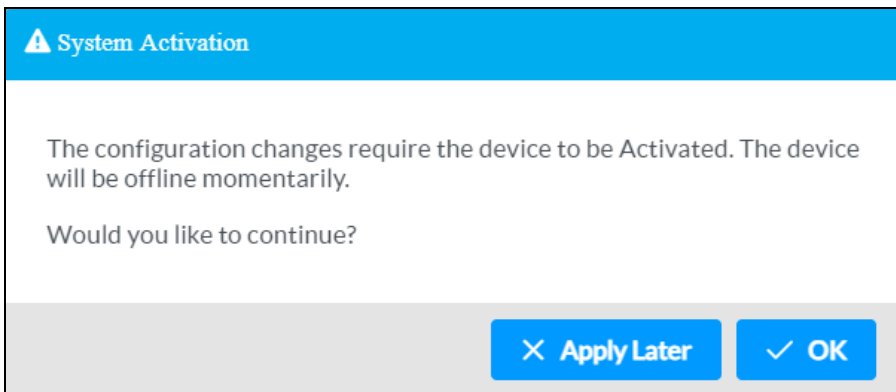 System Activation
The configuration changes require the device to be Activated. The device
will be offline momentarily.
Would you like to continue?
Apply Later
OK